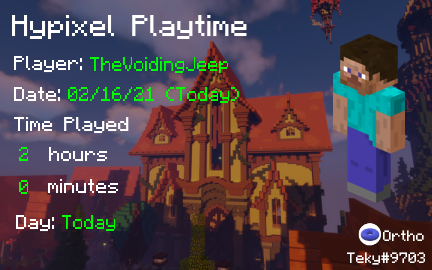 Hypixel Playtime
Player: TheVoidingJeep
Date: 02/16/21 (Today)
Time Played
2 hours
0 minutes
Day: Today
Ortho
Teky#9703